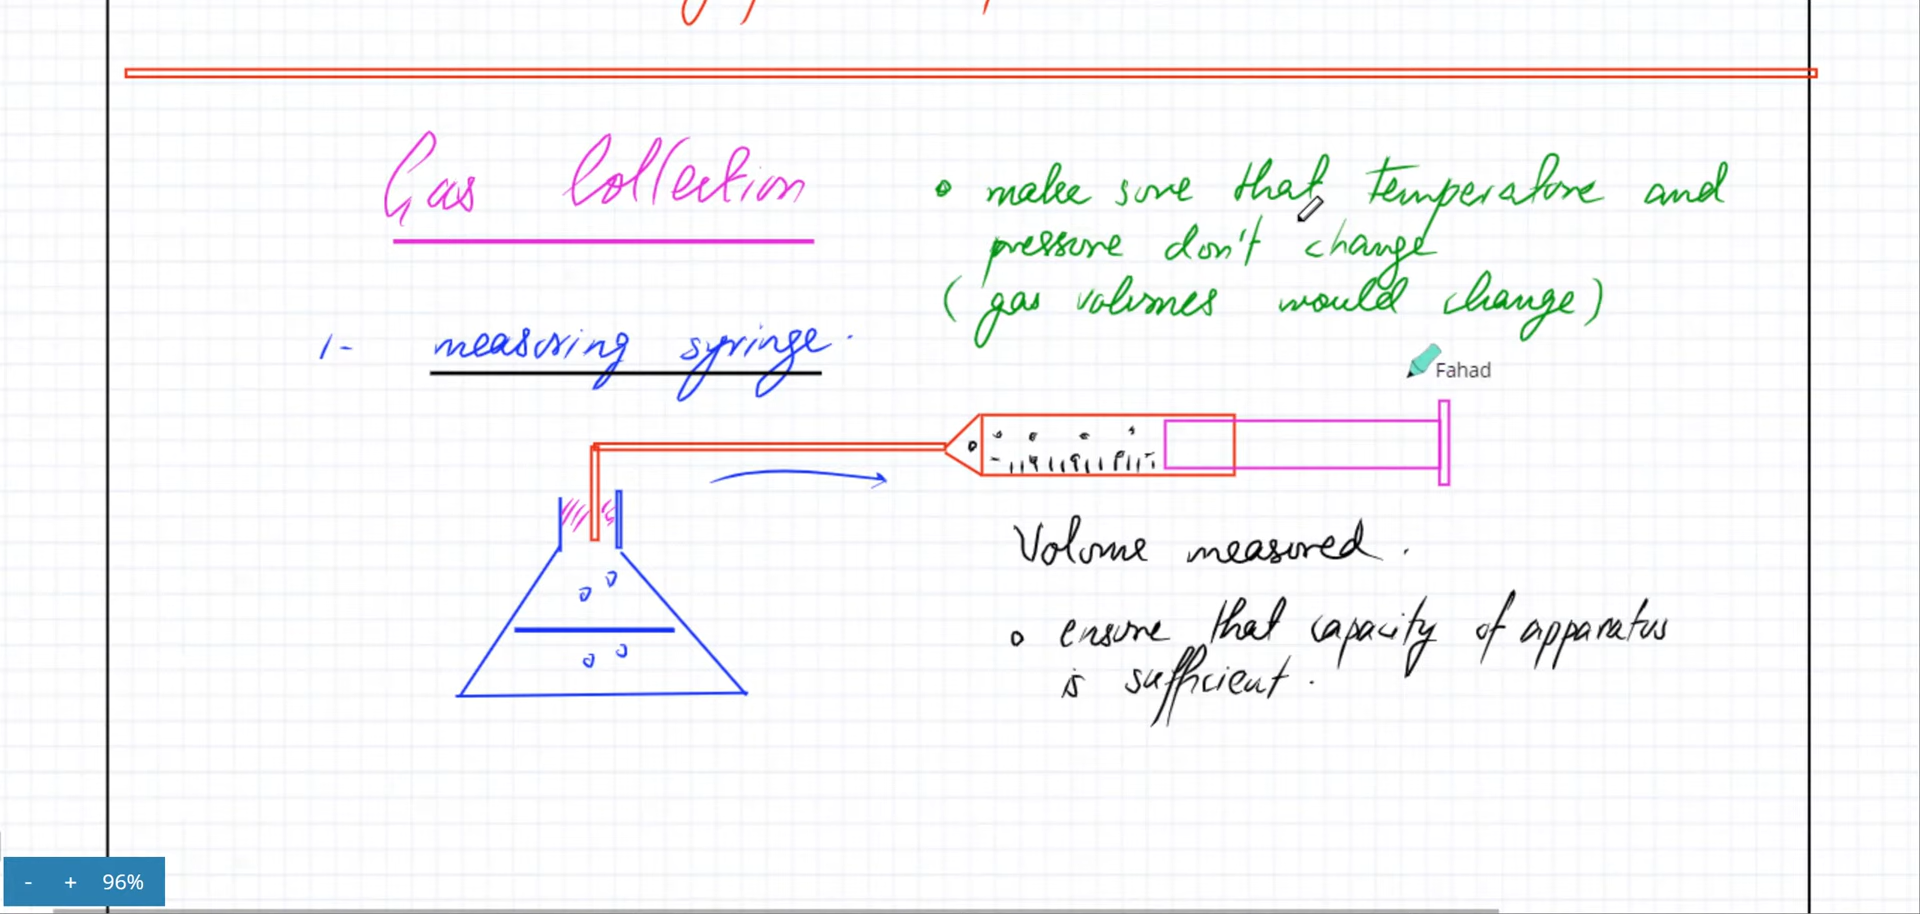 Gas Collection
• make sure that temperature and
pressure don't change
(gas volumes would change)
1- measuring syringe.
Fahad
Volume measured.
• ensure that capacity of apparatus
is sufficient.
- + 96%